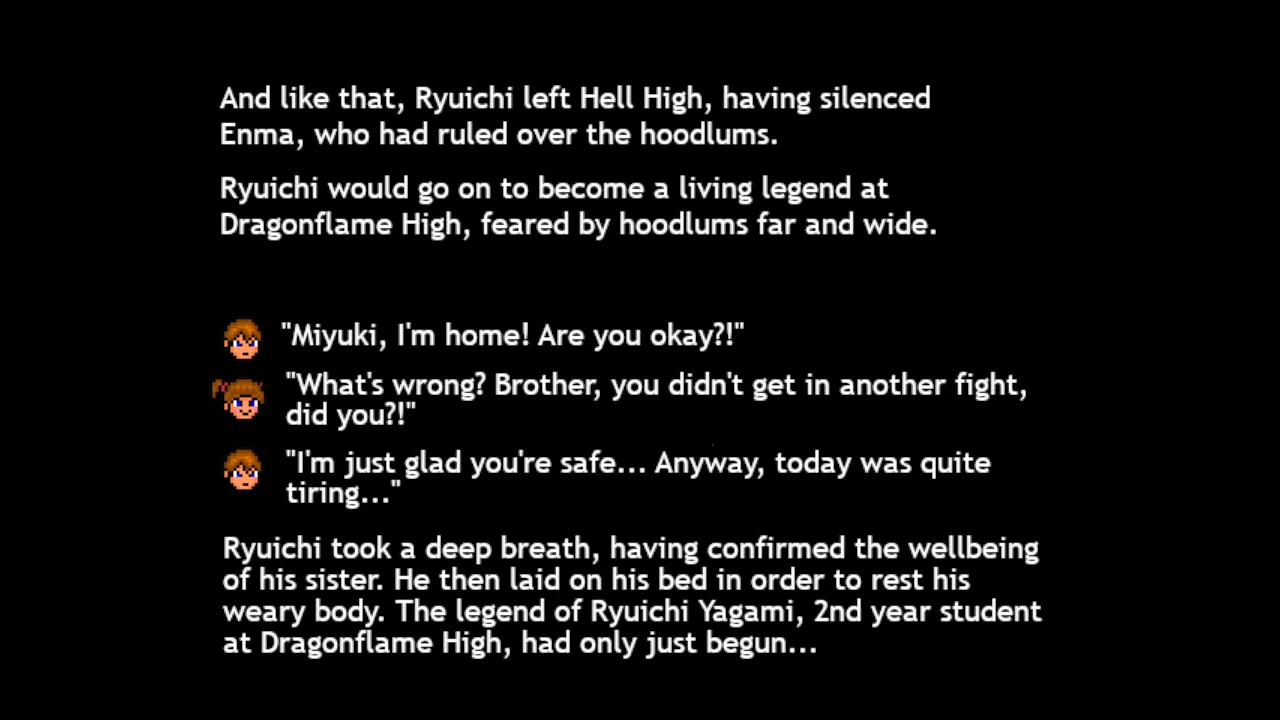 And like that, Ryuichi left Hell High, having silenced
Enma, who had ruled over the hoodlums.
Ryuichi would go on to become a living legend at
Dragonflame High, feared by hoodlums far and wide.
"Miyuki, I'm home! Are you okay?!"
"What's wrong? Brother, you didn't get in another fight,
did you?!"
"I'm just glad you're safe... Anyway, today was quite
tiring..."
Ryuichi took a deep breath, having confirmed the wellbeing
of his sister. He then laid on his bed in order to rest his
weary body. The legend of Ryuichi Yagami, 2nd year student
at Dragonflame High, had only just begun...